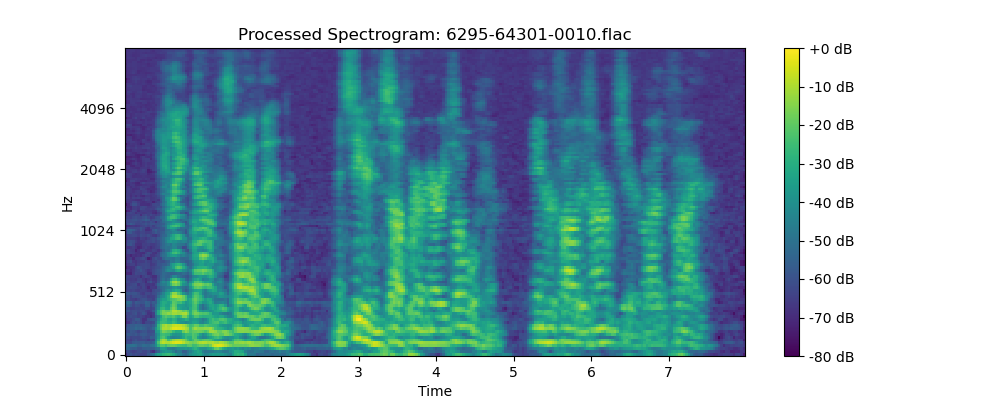 Processed Spectrogram: 6295-64301-0010.flac
+0 dB
-10 dB
-20 dB
-30 dB
-40 dB
-50 dB
-60 dB
-70 dB
-80 dB
4096
2048
1024
512
0
Hz
0 1 2 3 4 5 6 7
Time